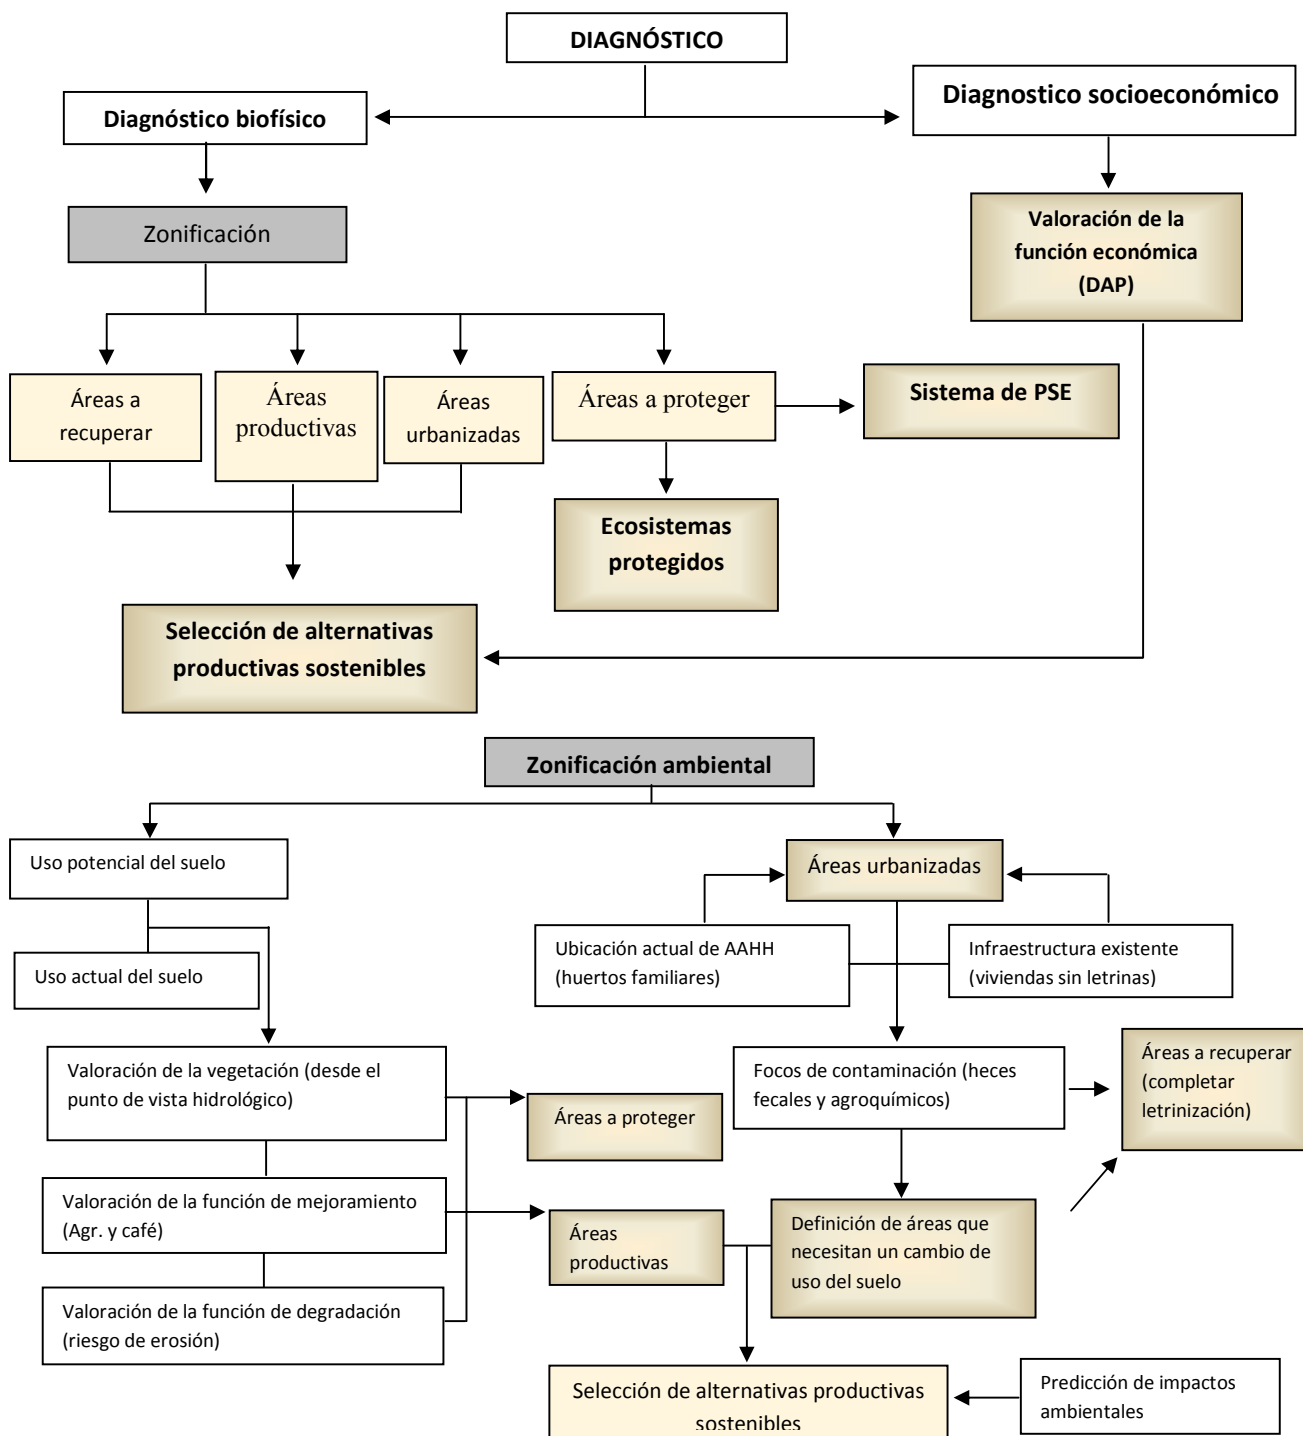 DIAGNÓSTICO
Diagnóstico biofísico
Diagnostico socioeconómico
Zonificación
Valoración de la
función económica
(DAP)
Áreas a
recuperar
Áreas
productivas
Áreas
urbanizadas
Áreas a proteger
Sistema de PSE
Ecosistemas
protegidos
Selección de alternativas
productivas sostenibles
Zonificación ambiental
Uso potencial del suelo
Áreas urbanizadas
Uso actual del suelo
Ubicación actual de AAHH
(huertos familiares)
Infraestructura existente
(viviendas sin letrinas)
Valoración de la vegetación (desde el
punto de vista hidrológico)
Áreas a proteger
Focos de contaminación (heces
fecales y agroquímicos)
Áreas a recuperar
(completar
letrinización)
Valoración de la función de mejoramiento
(Agr. y café)
Áreas
productivas
Definición de áreas que
necesitan un cambio de
uso del suelo
Valoración de la función de degradación
(riesgo de erosión)
Selección de alternativas productivas
sostenibles
Predicción de impactos
ambientales